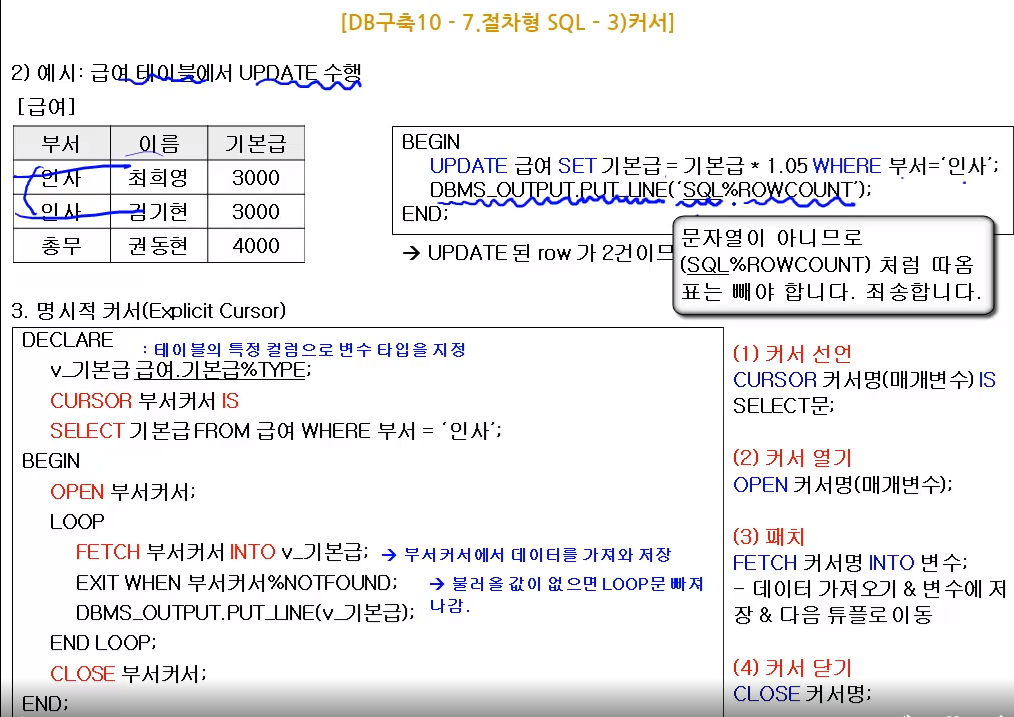 [DB구축10 - 7.절차형 SQL - 3)커서]
2) 예시: 급여 테이블에서 UPDATE 수행
[급여]
부서 이름 기본급
인사 최희영 3000
인사 김기현 3000
총무 권동현 4000
BEGIN
UPDATE 급여 SET 기본급 = 기본급 * 1.05 WHERE 부서=‘인사’;
DBMS_OUTPUT.PUT_LINE(‘SQL%ROWCOUNT’);
END;
→ UPDATE 된 row 가 2건이므
문자열이 아니므로
(SQL%ROWCOUNT) 처럼 따옴
표는 빼야 합니다. 죄송합니다.
3. 명시적 커서(Explicit Cursor)
DECLARE
: 테이블의 특정 컬럼으로 변수 타입을 지정
v_기본급 급여.기본급%TYPE;
CURSOR 부서커서 IS
SELECT 기본급 FROM 급여 WHERE 부서 = ‘인사’;
BEGIN
OPEN 부서커서;
LOOP
FETCH 부서커서 INTO v_기본급; → 부서커서에서 데이터를 가져와 저장
EXIT WHEN 부서커서%NOTFOUND; → 불러올 값이 없으면 LOOP문 빠져
나감.
DBMS_OUTPUT.PUT_LINE(v_기본급);
END LOOP;
CLOSE 부서커서;
END;
(1) 커서 선언
CURSOR 커서명(매개변수) IS
SELECT문;
(2) 커서 열기
OPEN 커서명(매개변수);
(3) 패치
FETCH 커서명 INTO 변수;
- 데이터 가져오기 & 변수에 저
장 & 다음 튜플로 이동
(4) 커서 닫기
CLOSE 커서명;